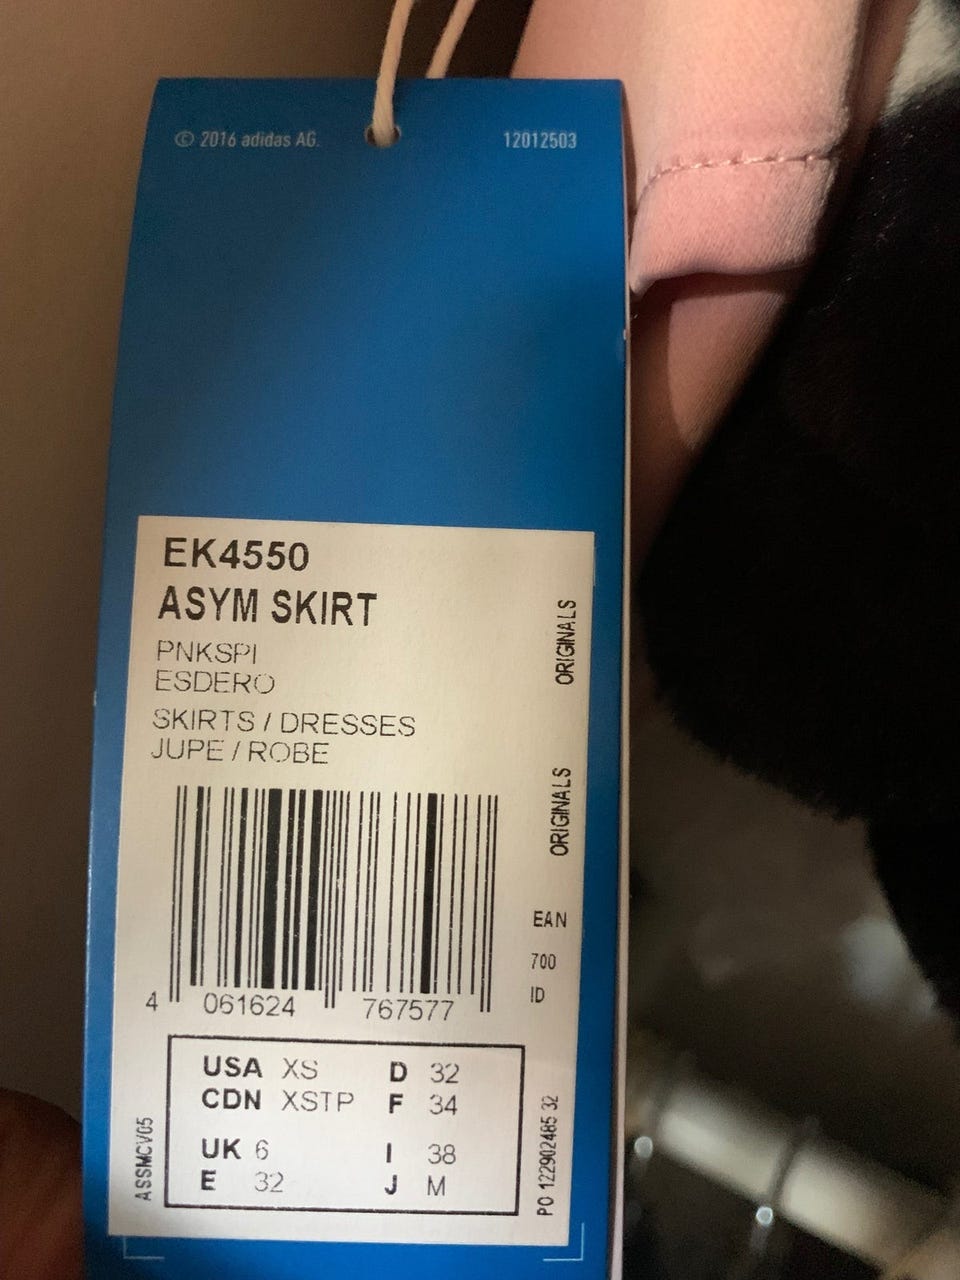 © 2016 adidas AG.
12012503
EK4550
ASYM SKIRT
PNKSPI
ESDERO
SKIRTS / DRESSES
JUPE / ROBE
ORIGINALS
ORIGINALS
EAN
700
ID
4 061624 767577
USA XS D 32
CDN XSTP F 34
UK 6 I 38
E 32 J M
ASSMCV05
PO 122902485 32